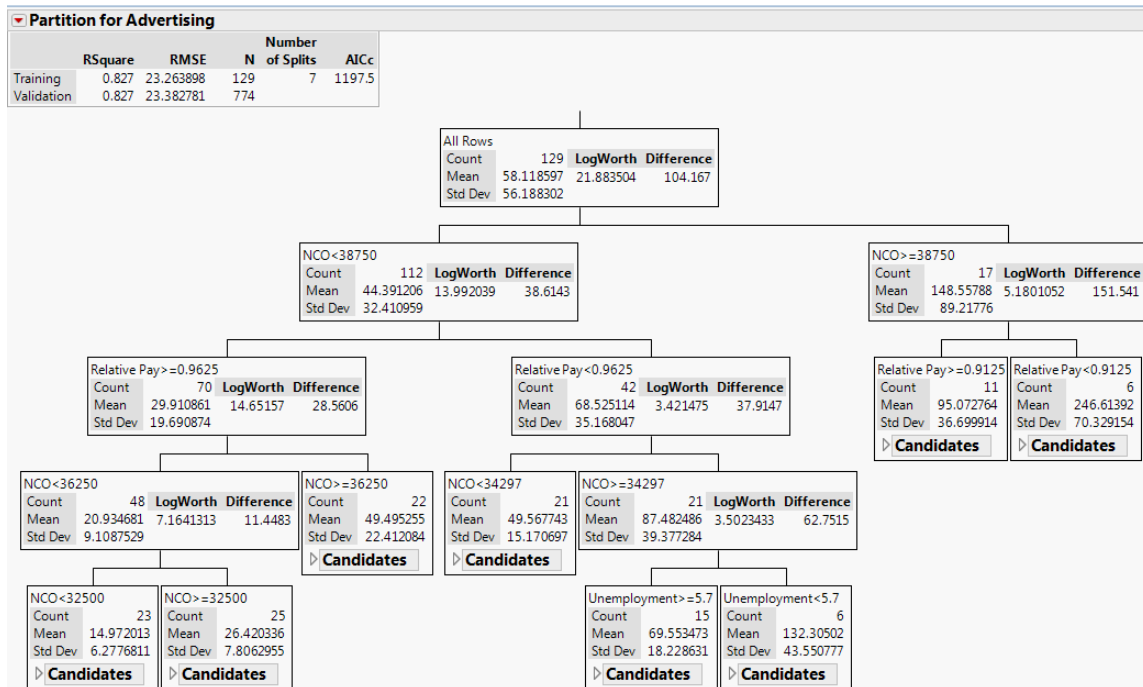 Partition for Advertising
Number
RSquare RMSE N of Splits AICc
Training 0.827 23.263898 129 7 1197.5
Validation 0.827 23.382781 774
All Rows
Count 129 LogWorth Difference
Mean 58.118597 21.883504 104.167
Std Dev 56.188302
NCO<38750
Count 112 LogWorth Difference
Mean 44.391206 13.992039 38.6143
Std Dev 32.410959
NCO>=38750
Count 17 LogWorth Difference
Mean 148.55788 5.1801052 151.541
Std Dev 89.21776
Relative Pay>=0.9625
Count 70 LogWorth Difference
Mean 29.910861 14.65157 28.5606
Std Dev 19.690874
Relative Pay<0.9625
Count 42 LogWorth Difference
Mean 68.525114 3.421475 37.9147
Std Dev 35.168047
Relative Pay>=0.9125
Count 11
Mean 95.072764
Std Dev 36.699914
Candidates
Relative Pay<0.9125
Count 6
Mean 246.61392
Std Dev 70.329154
Candidates
NCO<36250
Count 48 LogWorth Difference
Mean 20.934681 7.1641313 11.4483
Std Dev 9.1087529
NCO>=36250
Count 22
Mean 49.495255
Std Dev 22.412084
Candidates
NCO<34297
Count 21
Mean 49.567743
Std Dev 15.170697
Candidates
NCO>=34297
Count 21 LogWorth Difference
Mean 87.482486 3.5023433 62.7515
Std Dev 39.377284
NCO<32500
Count 23
Mean 14.972013
Std Dev 6.2776811
Candidates
NCO>=32500
Count 25
Mean 26.420336
Std Dev 7.8062955
Candidates
Unemployment>=5.7
Count 15
Mean 69.553473
Std Dev 18.228631
Candidates
Unemployment<5.7
Count 6
Mean 132.30502
Std Dev 43.550777
Candidates